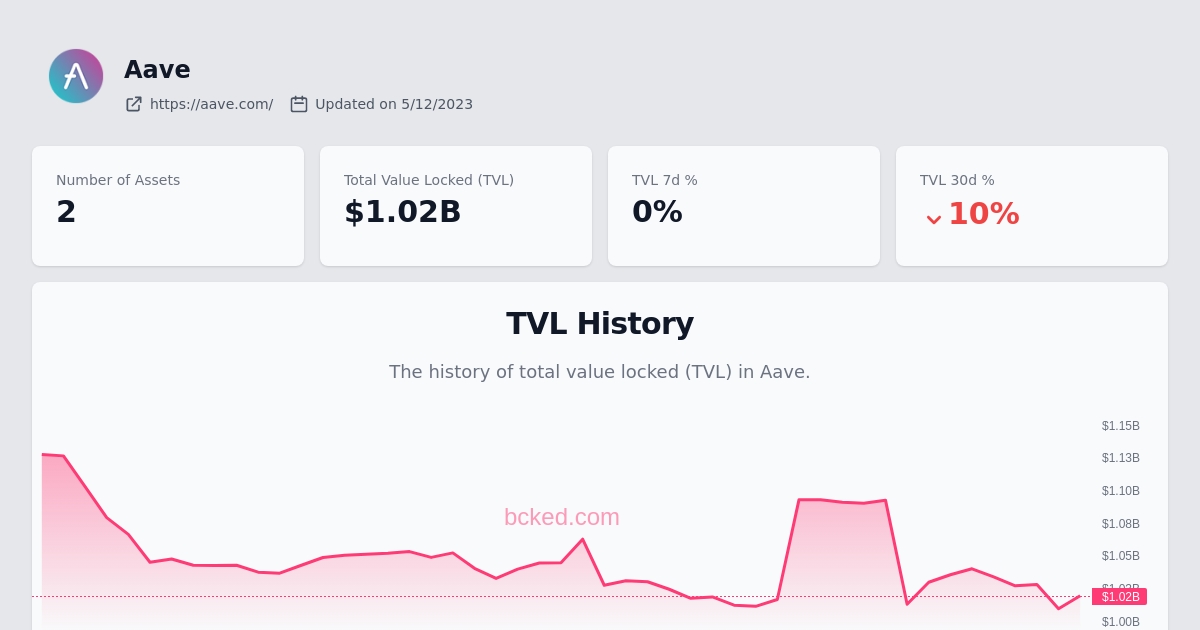 Aave
https://aave.com/ Updated on 5/12/2023
Number of Assets
2
Total Value Locked (TVL)
$1.02B
TVL 7d %
0%
TVL 30d %
10%
TVL History
The history of total value locked (TVL) in Aave.
bcked.com
$1.15B
$1.13B
$1.10B
$1.08B
$1.05B
$1.02B
$1.00B